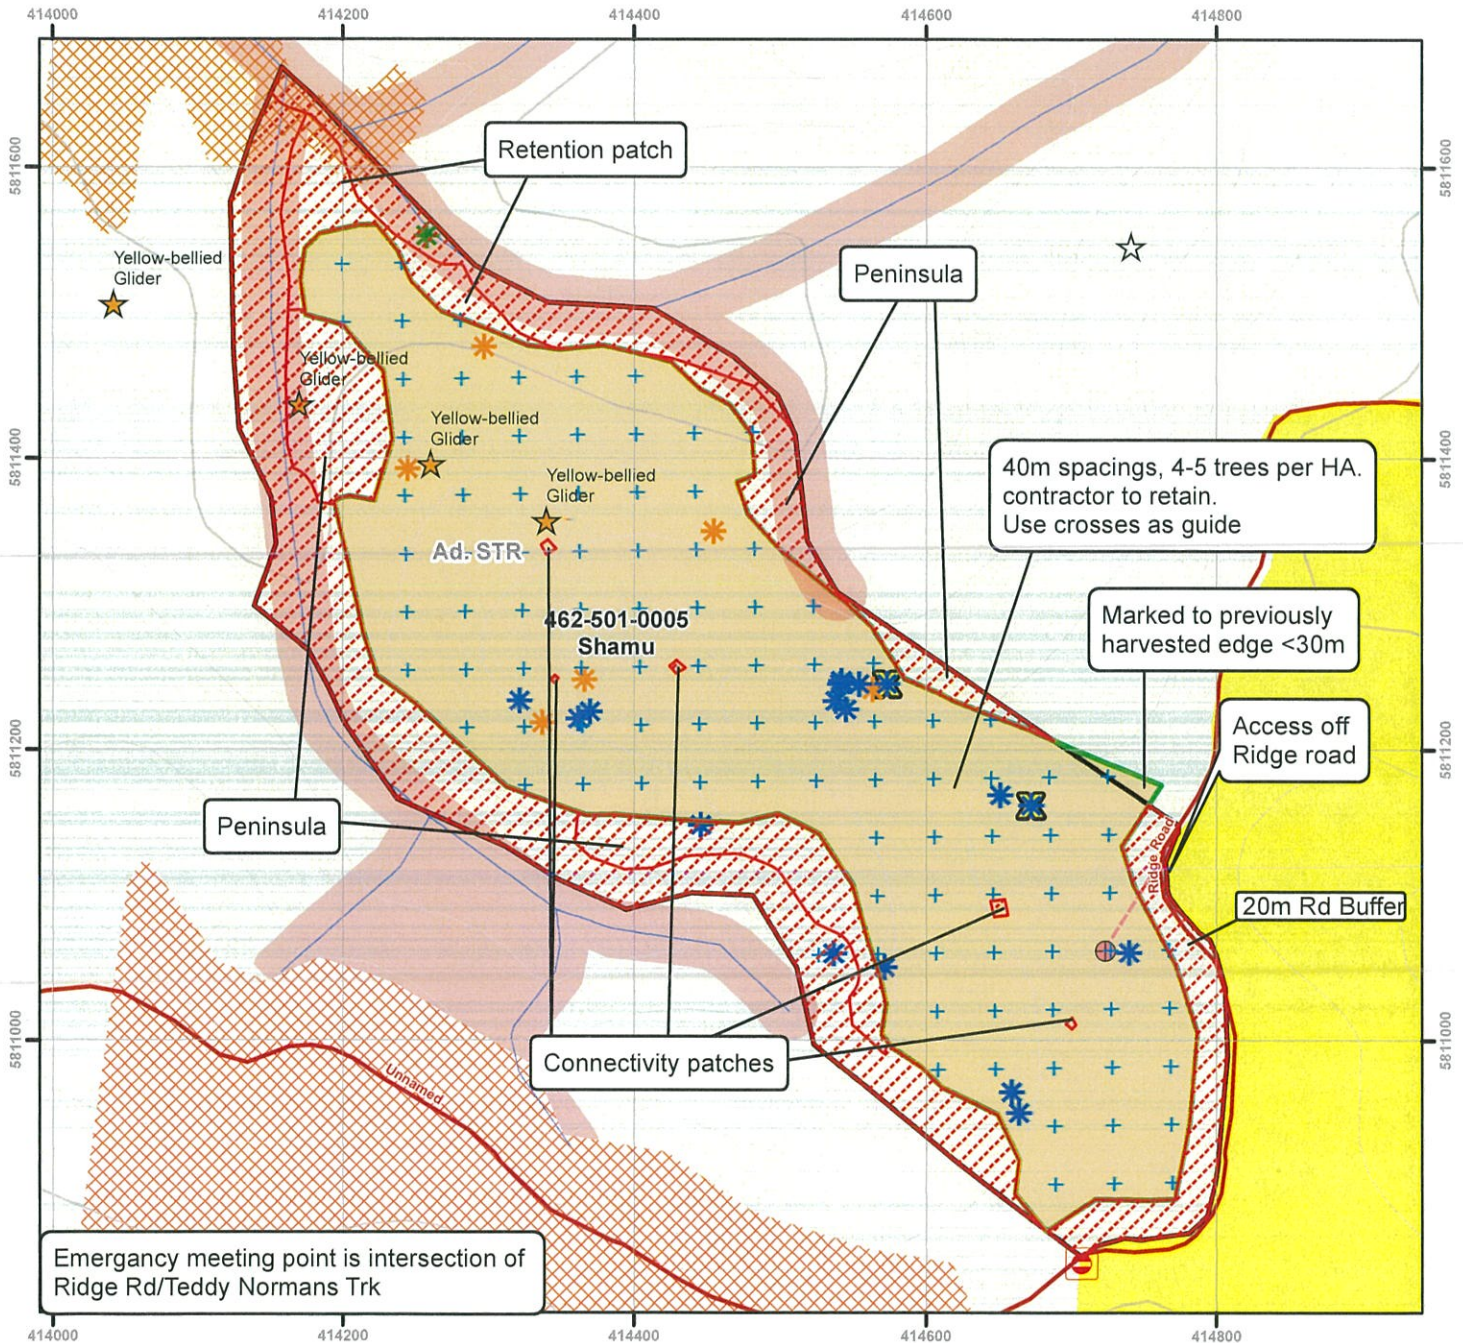 414000 414200 414400 414600 414800
5811600
5811600
Retention patch
Yellow-bellied
Glider
Peninsula
Yellow-bellied
Glider
Yellow-bellied
Glider
5811400
5811400
40m spacings, 4-5 trees per HA.
contractor to retain.
Use crosses as guide
Yellow-bellied
Glider
Ad. STR
462-501-0005
Shamu
Marked to previously
harvested edge <30m
Access off
Ridge road
5811200
5811200
Peninsula
Ridge Road
20m Rd Buffer
5811000
5811000
Connectivity patches
Unnamed
Emergancy meeting point is intersection of
Ridge Rd/Teddy Normans Trk
414000 414200 414400 414600 414800